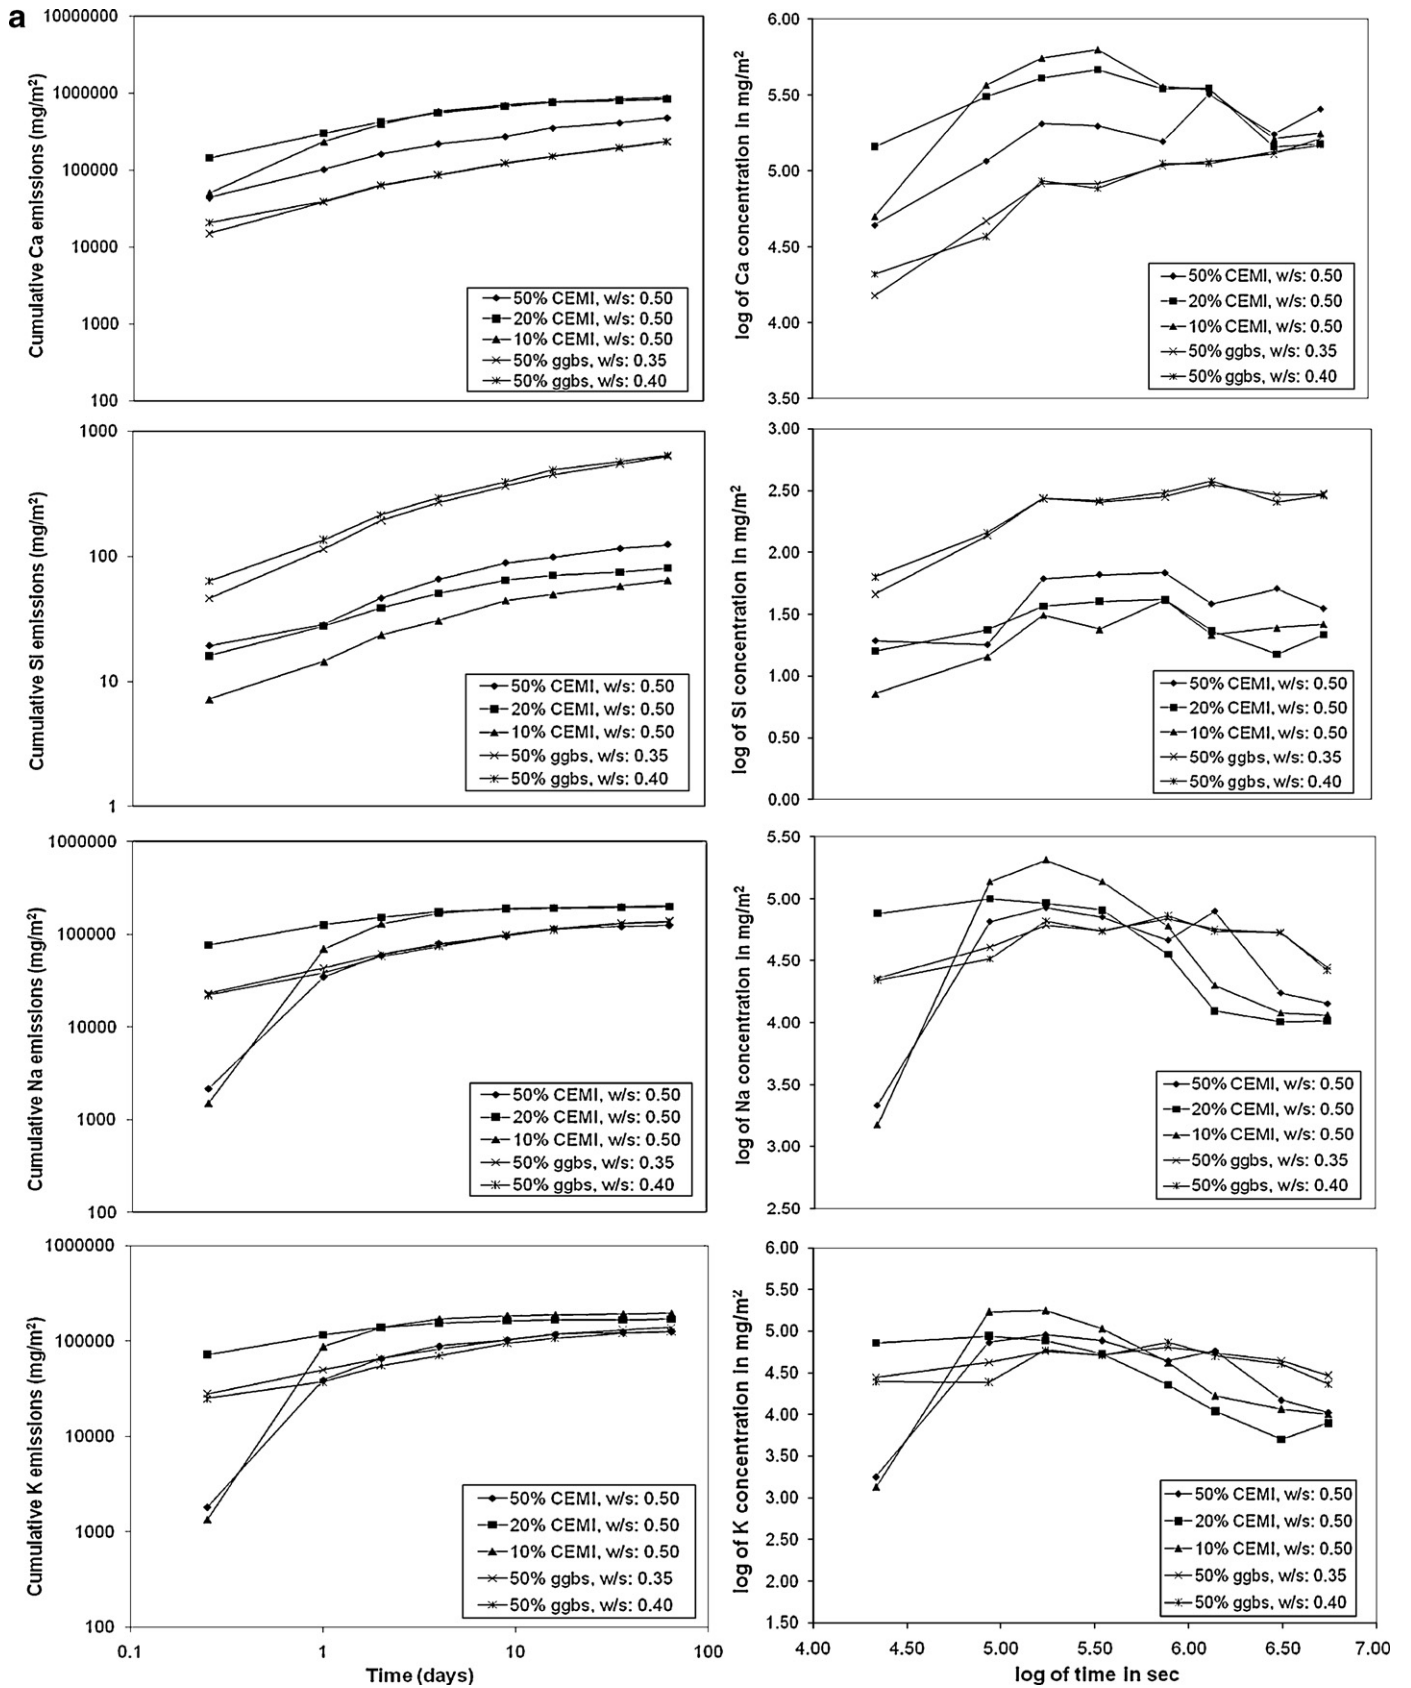 a
Cumulative Ca emissions (mg/m²)
10000000
1000000
100000
10000
1000
100
50% CEMI, w/s: 0.50
20% CEMI, w/s: 0.50
10% CEMI, w/s: 0.50
50% ggbs, w/s: 0.35
50% ggbs, w/s: 0.40
log of Ca concentration in mg/m²
6.00
5.50
5.00
4.50
4.00
3.50
50% CEMI, w/s: 0.50
20% CEMI, w/s: 0.50
10% CEMI, w/s: 0.50
50% ggbs, w/s: 0.35
50% ggbs, w/s: 0.40
Cumulative Si emissions (mg/m²)
1000
100
10
1
50% CEMI, w/s: 0.50
20% CEMI, w/s: 0.50
10% CEMI, w/s: 0.50
50% ggbs, w/s: 0.35
50% ggbs, w/s: 0.40
log of Si concentration in mg/m²
3.00
2.50
2.00
1.50
1.00
0.50
0.00
50% CEMI, w/s: 0.50
20% CEMI, w/s: 0.50
10% CEMI, w/s: 0.50
50% ggbs, w/s: 0.35
50% ggbs, w/s: 0.40
Cumulative Na emissions (mg/m²)
1000000
100000
10000
1000
100
50% CEMI, w/s: 0.50
20% CEMI, w/s: 0.50
10% CEMI, w/s: 0.50
50% ggbs, w/s: 0.35
50% ggbs, w/s: 0.40
log of Na concentration in mg/m²
5.50
5.00
4.50
4.00
3.50
3.00
2.50
50% CEMI, w/s: 0.50
20% CEMI, w/s: 0.50
10% CEMI, w/s: 0.50
50% ggbs, w/s: 0.35
50% ggbs, w/s: 0.40
Cumulative K emissions (mg/m²)
1000000
100000
10000
1000
100
50% CEMI, w/s: 0.50
20% CEMI, w/s: 0.50
10% CEMI, w/s: 0.50
50% ggbs, w/s: 0.35
50% ggbs, w/s: 0.40
0.1 1 10 100
Time (days)
log of K concentration in mg/m²
6.00
5.50
5.00
4.50
4.00
3.50
3.00
2.50
2.00
1.50
50% CEMI, w/s: 0.50
20% CEMI, w/s: 0.50
10% CEMI, w/s: 0.50
50% ggbs, w/s: 0.35
50% ggbs, w/s: 0.40
4.00 4.50 5.00 5.50 6.00 6.50 7.00
log of time in sec